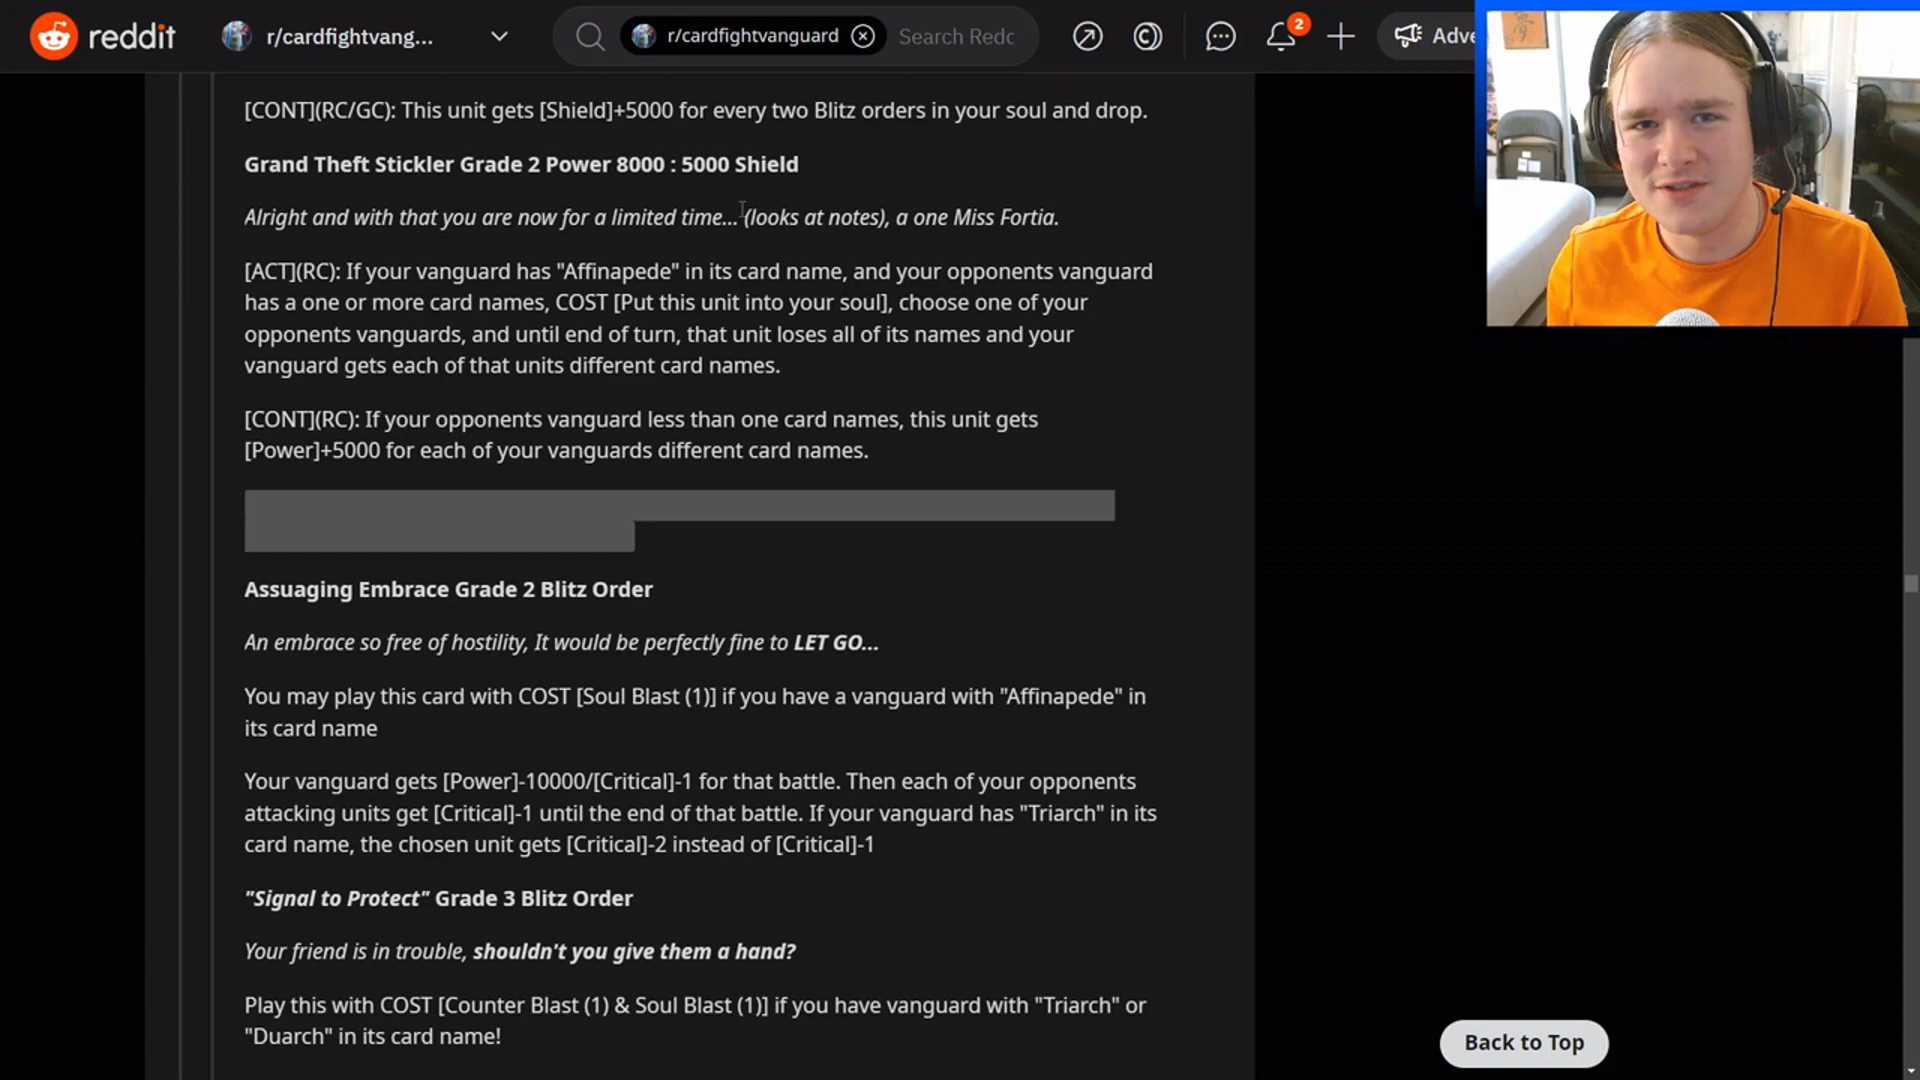 reddit
r/cardfightvang...
r/cardfightvanguard
Search Redc
2
Adve
[CONT](RC/GC): This unit gets [Shield]+5000 for every two Blitz orders in your soul and drop.
Grand Theft Stickler Grade 2 Power 8000 : 5000 Shield
Alright and with that you are now for a limited time... (looks at notes), a one Miss Fortia.
[ACT](RC): If your vanguard has "Affinapede" in its card name, and your opponents vanguard
has a one or more card names, COST [Put this unit into your soul], choose one of your
opponents vanguards, and until end of turn, that unit loses all of its names and your
vanguard gets each of that units different card names.
[CONT](RC): If your opponents vanguard less than one card names, this unit gets
[Power]+5000 for each of your vanguards different card names.
Assuaging Embrace Grade 2 Blitz Order
An embrace so free of hostility, It would be perfectly fine to LET GO...
You may play this card with COST [Soul Blast (1)] if you have a vanguard with "Affinapede" in
its card name
Your vanguard gets [Power]-10000/[Critical]-1 for that battle. Then each of your opponents
attacking units get [Critical]-1 until the end of that battle. If your vanguard has "Triarch" in its
card name, the chosen unit gets [Critical]-2 instead of [Critical]-1
"Signal to Protect" Grade 3 Blitz Order
Your friend is in trouble, shouldn't you give them a hand?
Play this with COST [Counter Blast (1) & Soul Blast (1)] if you have vanguard with "Triarch" or
"Duarch" in its card name!
Back to Top